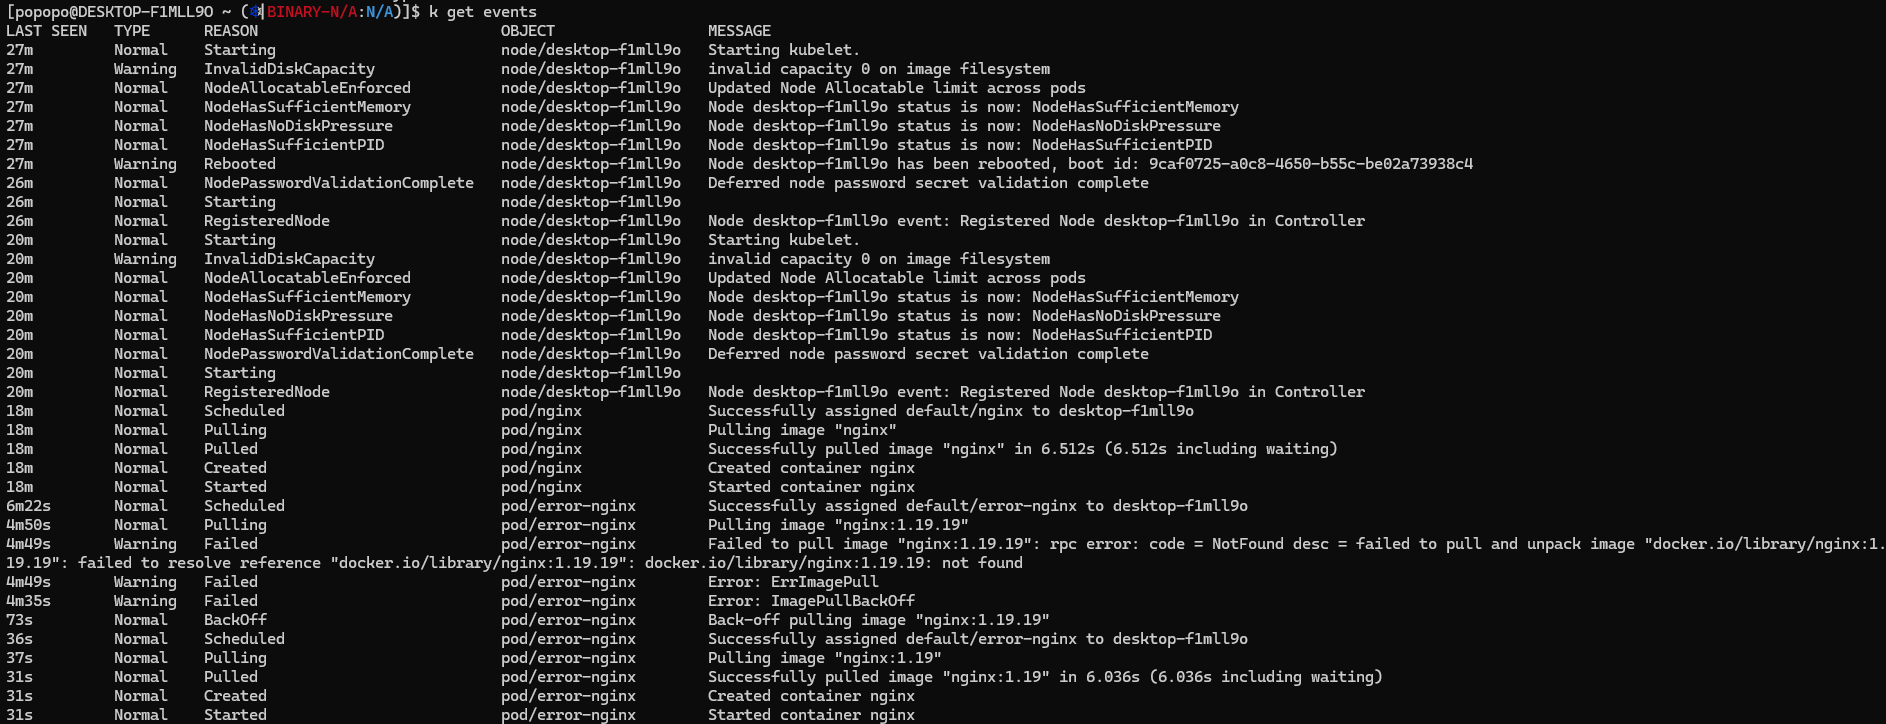 [popopo@DESKTOP-F1MLL9O ~ (⎈|BINARY-N/A:N/A)]$ k get events
LAST SEEN   TYPE      REASON                           OBJECT                 MESSAGE
27m         Normal    Starting                         node/desktop-f1mll9o   Starting kubelet.
27m         Warning   InvalidDiskCapacity              node/desktop-f1mll9o   invalid capacity 0 on image filesystem
27m         Normal    NodeAllocatableEnforced          node/desktop-f1mll9o   Updated Node Allocatable limit across pods
27m         Normal    NodeHasSufficientMemory          node/desktop-f1mll9o   Node desktop-f1mll9o status is now: NodeHasSufficientMemory
27m         Normal    NodeHasNoDiskPressure            node/desktop-f1mll9o   Node desktop-f1mll9o status is now: NodeHasNoDiskPressure
27m         Normal    NodeHasSufficientPID             node/desktop-f1mll9o   Node desktop-f1mll9o status is now: NodeHasSufficientPID
27m         Warning   Rebooted                         node/desktop-f1mll9o   Node desktop-f1mll9o has been rebooted, boot id: 9caf0725-a0c8-4650-b55c-be02a73938c4
26m         Normal    NodePasswordValidationComplete   node/desktop-f1mll9o   Deferred node password secret validation complete
26m         Normal    Starting                         node/desktop-f1mll9o
26m         Normal    RegisteredNode                   node/desktop-f1mll9o   Node desktop-f1mll9o event: Registered Node desktop-f1mll9o in Controller
20m         Normal    Starting                         node/desktop-f1mll9o   Starting kubelet.
20m         Warning   InvalidDiskCapacity              node/desktop-f1mll9o   invalid capacity 0 on image filesystem
20m         Normal    NodeAllocatableEnforced          node/desktop-f1mll9o   Updated Node Allocatable limit across pods
20m         Normal    NodeHasSufficientMemory          node/desktop-f1mll9o   Node desktop-f1mll9o status is now: NodeHasSufficientMemory
20m         Normal    NodeHasNoDiskPressure            node/desktop-f1mll9o   Node desktop-f1mll9o status is now: NodeHasNoDiskPressure
20m         Normal    NodeHasSufficientPID             node/desktop-f1mll9o   Node desktop-f1mll9o status is now: NodeHasSufficientPID
20m         Normal    NodePasswordValidationComplete   node/desktop-f1mll9o   Deferred node password secret validation complete
20m         Normal    Starting                         node/desktop-f1mll9o
20m         Normal    RegisteredNode                   node/desktop-f1mll9o   Node desktop-f1mll9o event: Registered Node desktop-f1mll9o in Controller
18m         Normal    Scheduled                        pod/nginx              Successfully assigned default/nginx to desktop-f1mll9o
18m         Normal    Pulling                          pod/nginx              Pulling image "nginx"
18m         Normal    Pulled                           pod/nginx              Successfully pulled image "nginx" in 6.512s (6.512s including waiting)
18m         Normal    Created                          pod/nginx              Created container nginx
18m         Normal    Started                          pod/nginx              Started container nginx
6m22s       Normal    Scheduled                        pod/error-nginx        Successfully assigned default/error-nginx to desktop-f1mll9o
4m50s       Normal    Pulling                          pod/error-nginx        Pulling image "nginx:1.19.19"
4m49s       Warning   Failed                           pod/error-nginx        Failed to pull image "nginx:1.19.19": rpc error: code = NotFound desc = failed to pull and unpack image "docker.io/library/nginx:1.
19.19": failed to resolve reference "docker.io/library/nginx:1.19.19": docker.io/library/nginx:1.19.19: not found
4m49s       Warning   Failed                           pod/error-nginx        Error: ErrImagePull
4m35s       Warning   Failed                           pod/error-nginx        Error: ImagePullBackOff
73s         Normal    BackOff                          pod/error-nginx        Back-off pulling image "nginx:1.19.19"
36s         Normal    Scheduled                        pod/error-nginx        Successfully assigned default/error-nginx to desktop-f1mll9o
37s         Normal    Pulling                          pod/error-nginx        Pulling image "nginx:1.19"
31s         Normal    Pulled                           pod/error-nginx        Successfully pulled image "nginx:1.19" in 6.036s (6.036s including waiting)
31s         Normal    Created                          pod/error-nginx        Created container nginx
31s         Normal    Started                          pod/error-nginx        Started container nginx